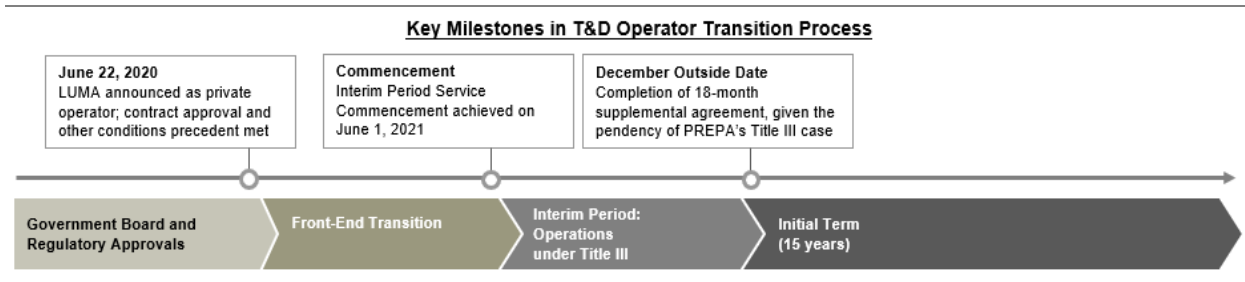 Key Milestones in T&D Operator Transition Process
June 22, 2020
LUMA announced as private
operator; contract approval and
other conditions precedent met
Commencement
Interim Period Service
Commencement achieved on
June 1, 2021
December Outside Date
Completion of 18-month
supplemental agreement, given the
pendency of PREPA's Title III case
Government Board and
Regulatory Approvals
Front-End Transition
Interim Period:
Operations
under Title III
Initial Term
(15 years)